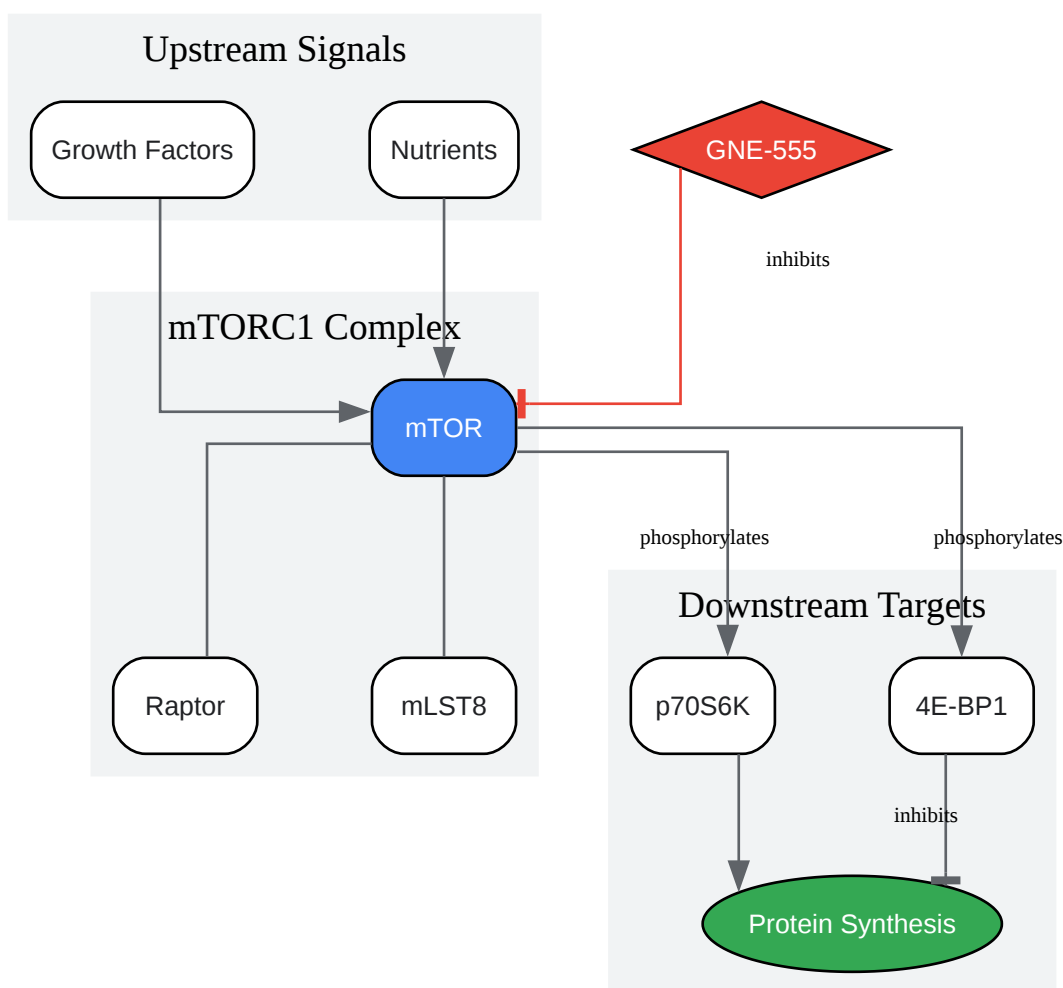 Upstream Signals
Growth Factors
Nutrients
GNE-555
inhibits
mTORC1 Complex
mTOR
phosphorylates
phosphorylates
Downstream Targets
Raptor
mLST8
p70S6K
4E-BP1
inhibits
Protein Synthesis